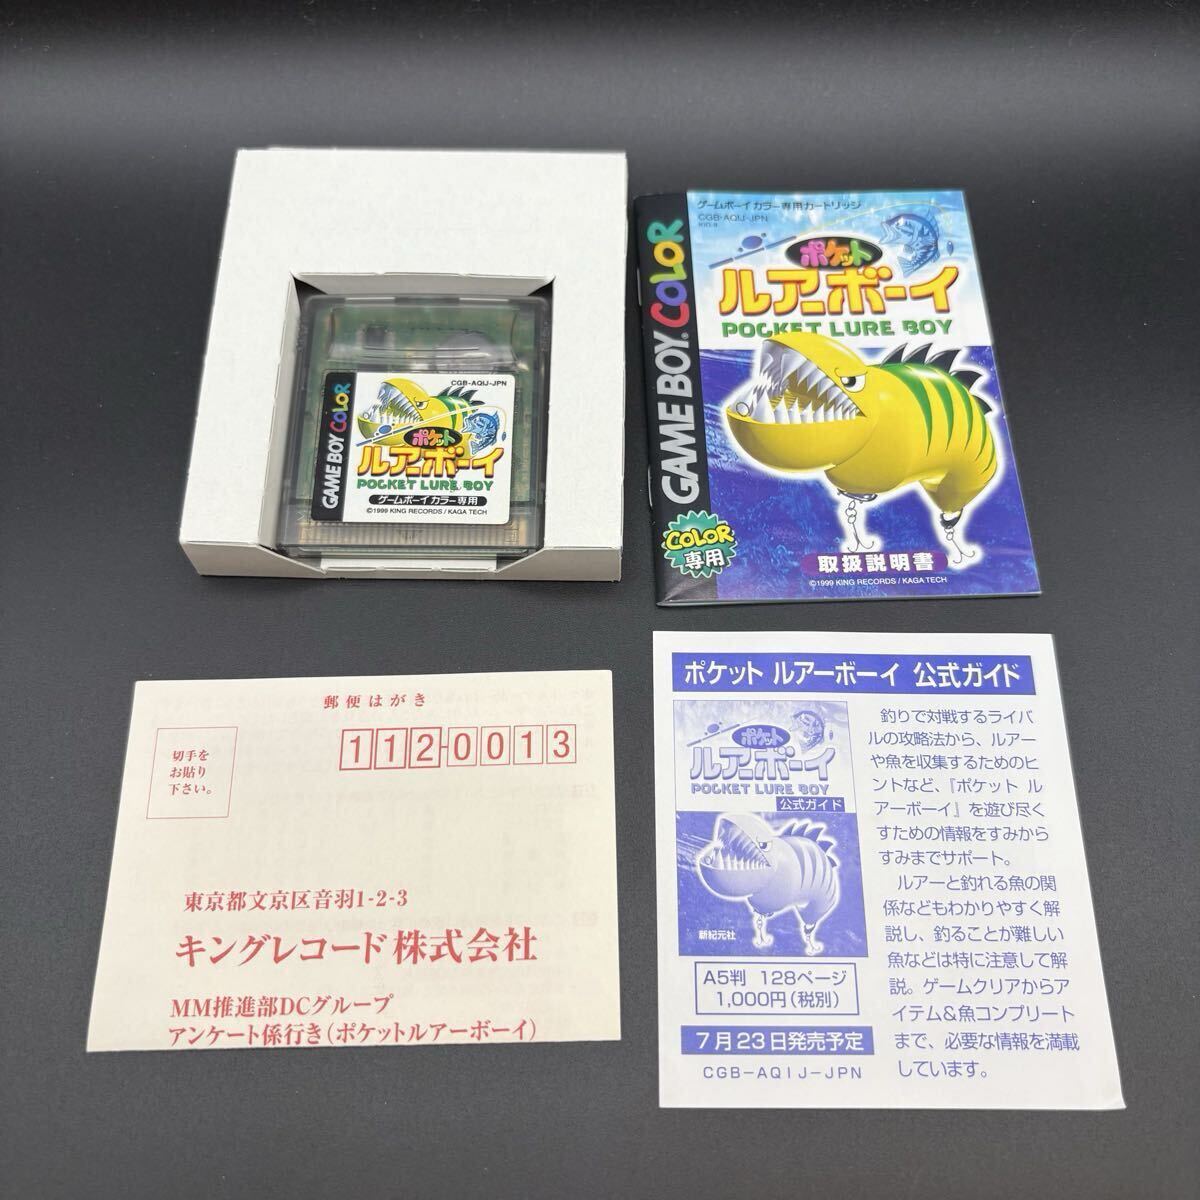 GAME BOY COLOR
CGB-AQIJ-JPN
ポケット
ルアーボーイ
POCKET LURE BOY
ゲームボーイカラー専用
©1999 KING RECORDS / KAGA TECH
GAME BOY COLOR
ゲームボーイカラー専用カートリッジ
CGB-AQIJ-JPN
ポケット
ルアーボーイ
POCKET LURE BOY
COLOR
専用
取扱説明書
©1999 KING RECORDS / KAGA TECH
郵便はがき
切手を
お貼り
下さい。
112-0013
東京都文京区音羽1-2-3
キングレコード株式会社
MM推進部DCグループ
アンケート係行き(ポケットルアーボーイ)
ポケット ルアーボーイ 公式ガイド
ポケット
ルアーボーイ
POCKET LURE BOY
公式ガイド
新紀元社
A5判 128ページ
1,000円(税別)
7月23日発売予定
CGB-AQIJ-JPN
釣りで対戦するライバ
ルの攻略法から、ルアー
や魚を収集するためのヒ
ントなど、『ポケット ル
アーボーイ』を遊び尽く
すための情報をすみから
すみまでサポート。
ルアーと釣れる魚の関
係などもわかりやすく解
説し、釣ることが難しい
魚などは特に注意して解
説。ゲームクリアからア
イテム&魚コンプリート
まで、必要な情報を満載
しています。